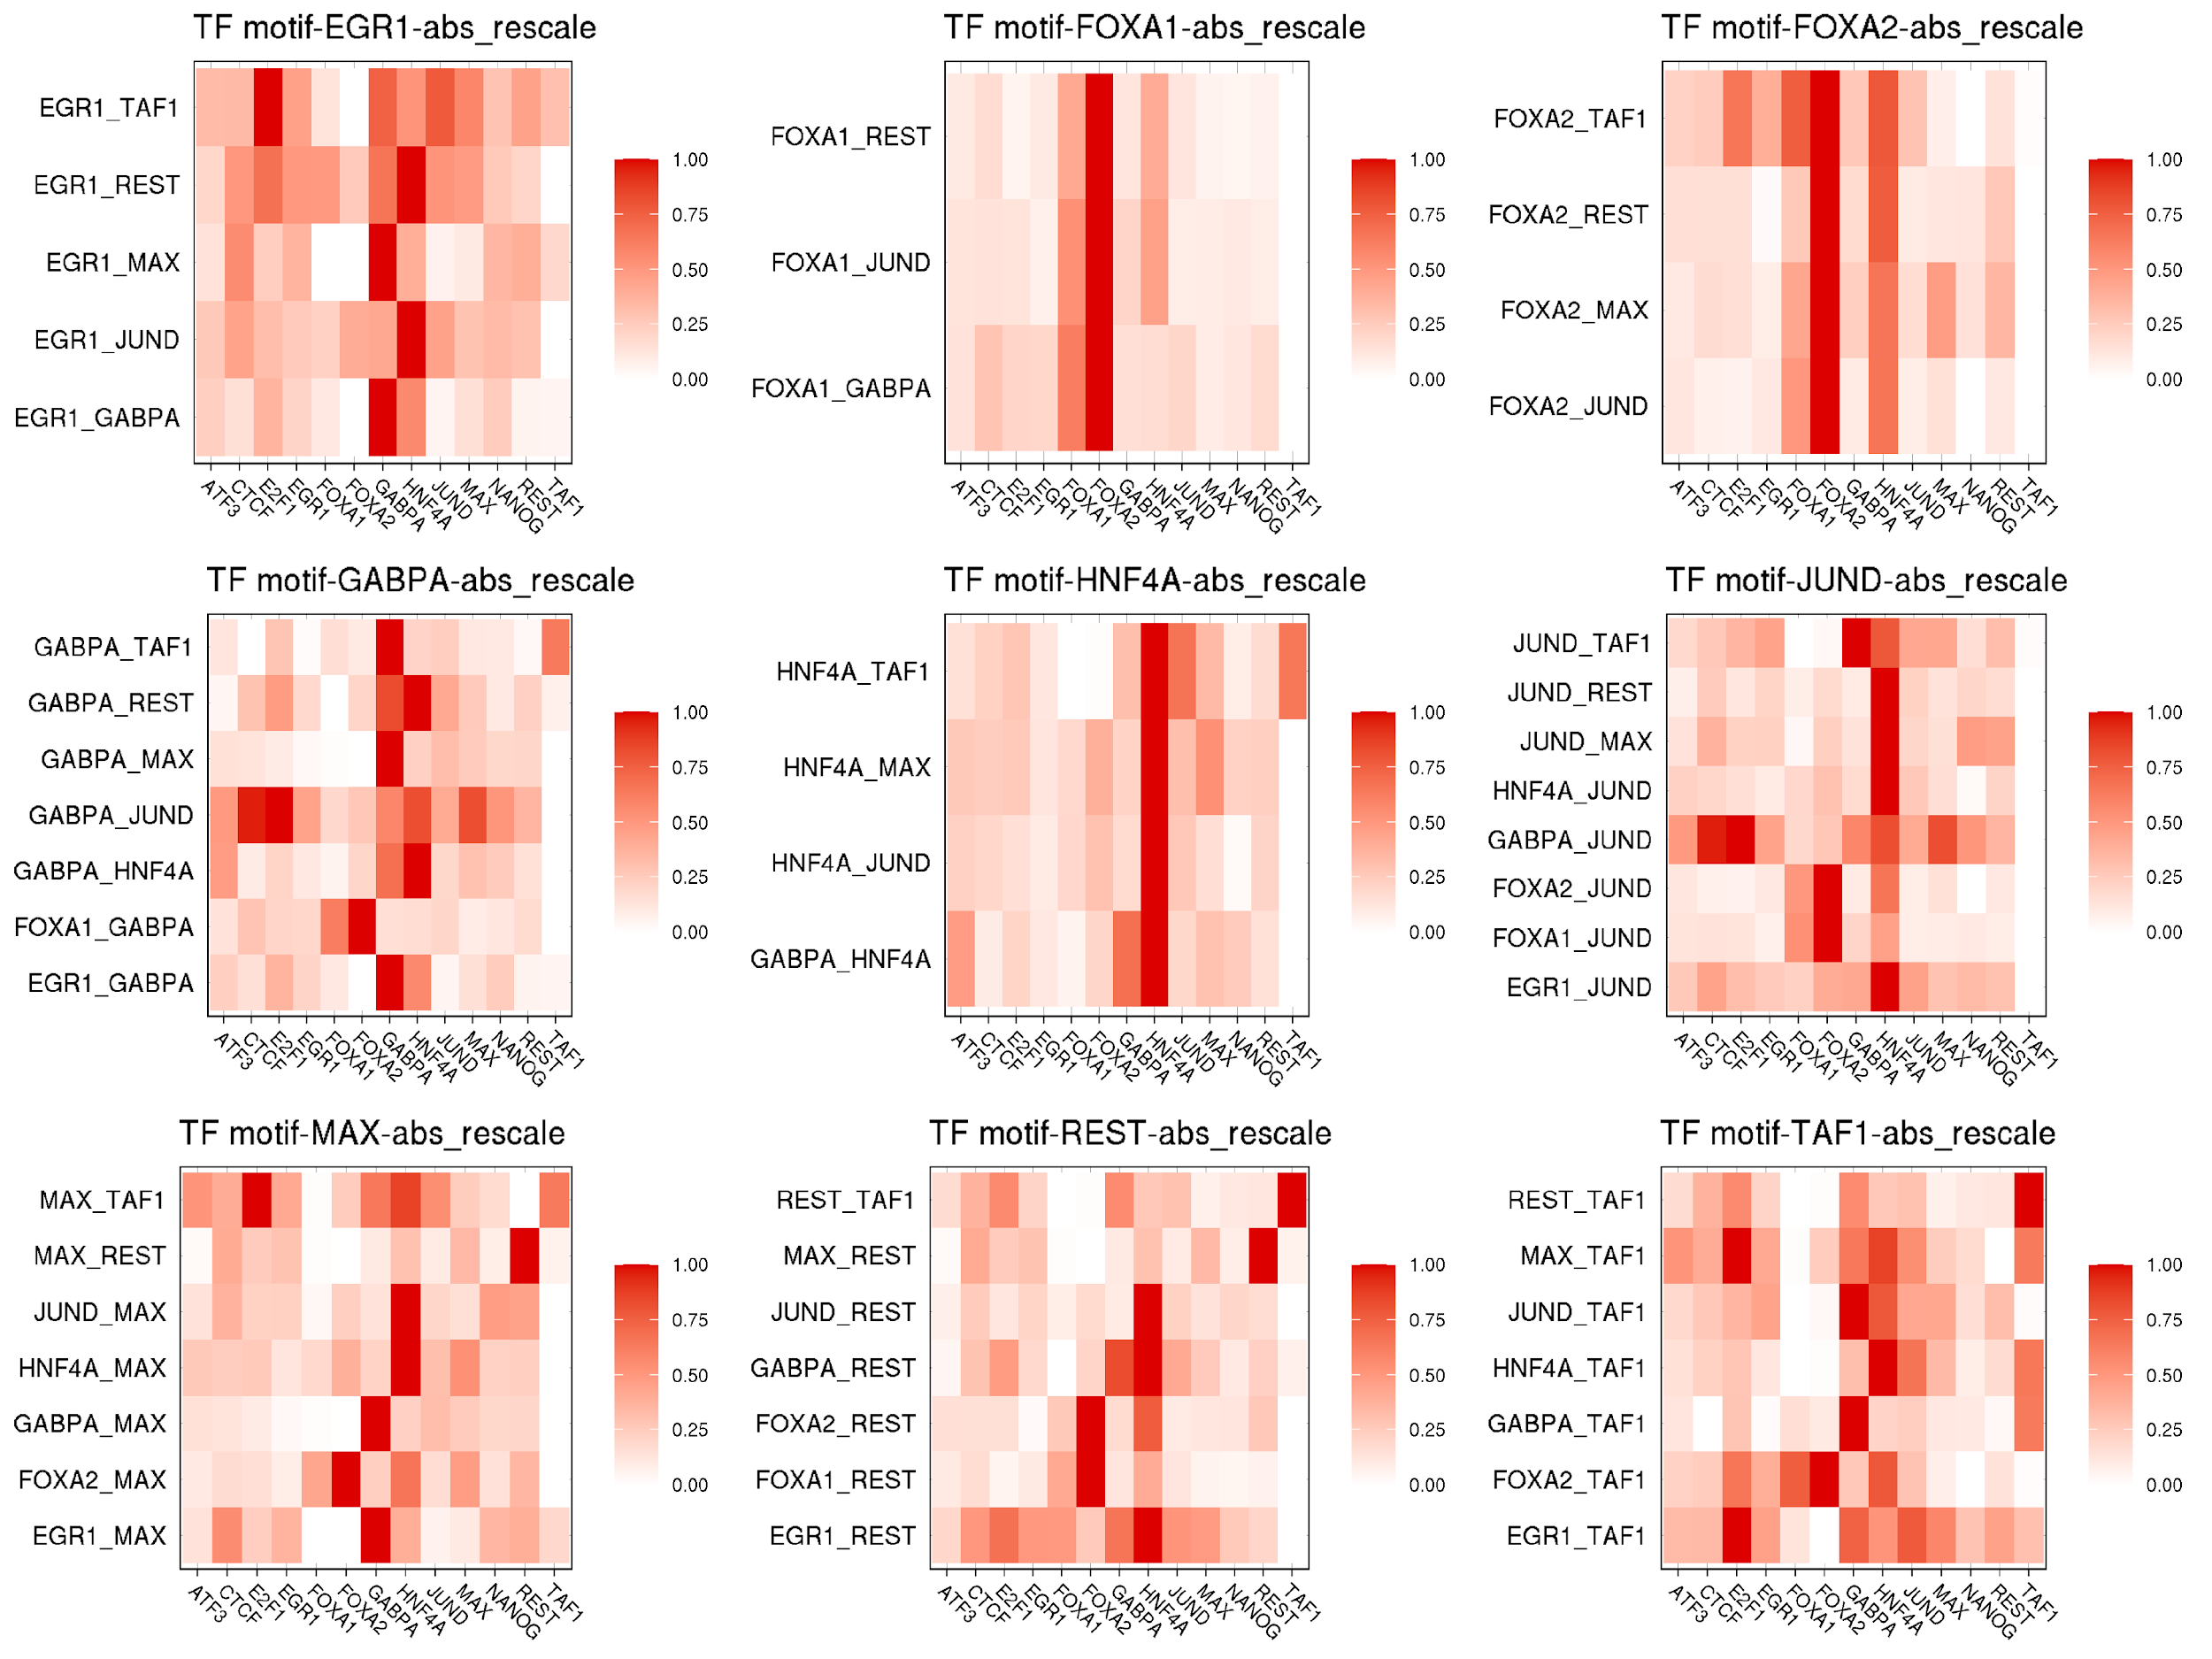 TF motif-EGR1-abs_rescale
EGR1_TAF1
EGR1_REST
EGR1_MAX
EGR1_JUND
EGR1_GABPA
ATF3 CTCF E2F1 EGR1 FOXA1 FOXA2 GABPA HNF4A JUND MAX NANOG REST TAF1
1.00
0.75
0.50
0.25
0.00
TF motif-FOXA1-abs_rescale
FOXA1_REST
FOXA1_JUND
FOXA1_GABPA
ATF3 CTCF E2F1 EGR1 FOXA1 FOXA2 GABPA HNF4A JUND MAX NANOG REST TAF1
1.00
0.75
0.50
0.25
0.00
TF motif-FOXA2-abs_rescale
FOXA2_TAF1
FOXA2_REST
FOXA2_MAX
FOXA2_JUND
ATF3 CTCF E2F1 EGR1 FOXA1 FOXA2 GABPA HNF4A JUND MAX NANOG REST TAF1
1.00
0.75
0.50
0.25
0.00
TF motif-GABPA-abs_rescale
GABPA_TAF1
GABPA_REST
GABPA_MAX
GABPA_JUND
GABPA_HNF4A
FOXA1_GABPA
EGR1_GABPA
ATF3 CTCF E2F1 EGR1 FOXA1 FOXA2 GABPA HNF4A JUND MAX NANOG REST TAF1
1.00
0.75
0.50
0.25
0.00
TF motif-HNF4A-abs_rescale
HNF4A_TAF1
HNF4A_MAX
HNF4A_JUND
GABPA_HNF4A
ATF3 CTCF E2F1 EGR1 FOXA1 FOXA2 GABPA HNF4A JUND MAX NANOG REST TAF1
1.00
0.75
0.50
0.25
0.00
TF motif-JUND-abs_rescale
JUND_TAF1
JUND_REST
JUND_MAX
HNF4A_JUND
GABPA_JUND
FOXA2_JUND
FOXA1_JUND
EGR1_JUND
ATF3 CTCF E2F1 EGR1 FOXA1 FOXA2 GABPA HNF4A JUND MAX NANOG REST TAF1
1.00
0.75
0.50
0.25
0.00
TF motif-MAX-abs_rescale
MAX_TAF1
MAX_REST
JUND_MAX
HNF4A_MAX
GABPA_MAX
FOXA2_MAX
EGR1_MAX
ATF3 CTCF E2F1 EGR1 FOXA1 FOXA2 GABPA HNF4A JUND MAX NANOG REST TAF1
1.00
0.75
0.50
0.25
0.00
TF motif-REST-abs_rescale
REST_TAF1
MAX_REST
JUND_REST
GABPA_REST
FOXA2_REST
FOXA1_REST
EGR1_REST
ATF3 CTCF E2F1 EGR1 FOXA1 FOXA2 GABPA HNF4A JUND MAX NANOG REST TAF1
1.00
0.75
0.50
0.25
0.00
TF motif-TAF1-abs_rescale
REST_TAF1
MAX_TAF1
JUND_TAF1
HNF4A_TAF1
GABPA_TAF1
FOXA2_TAF1
EGR1_TAF1
ATF3 CTCF E2F1 EGR1 FOXA1 FOXA2 GABPA HNF4A JUND MAX NANOG REST TAF1
1.00
0.75
0.50
0.25
0.00